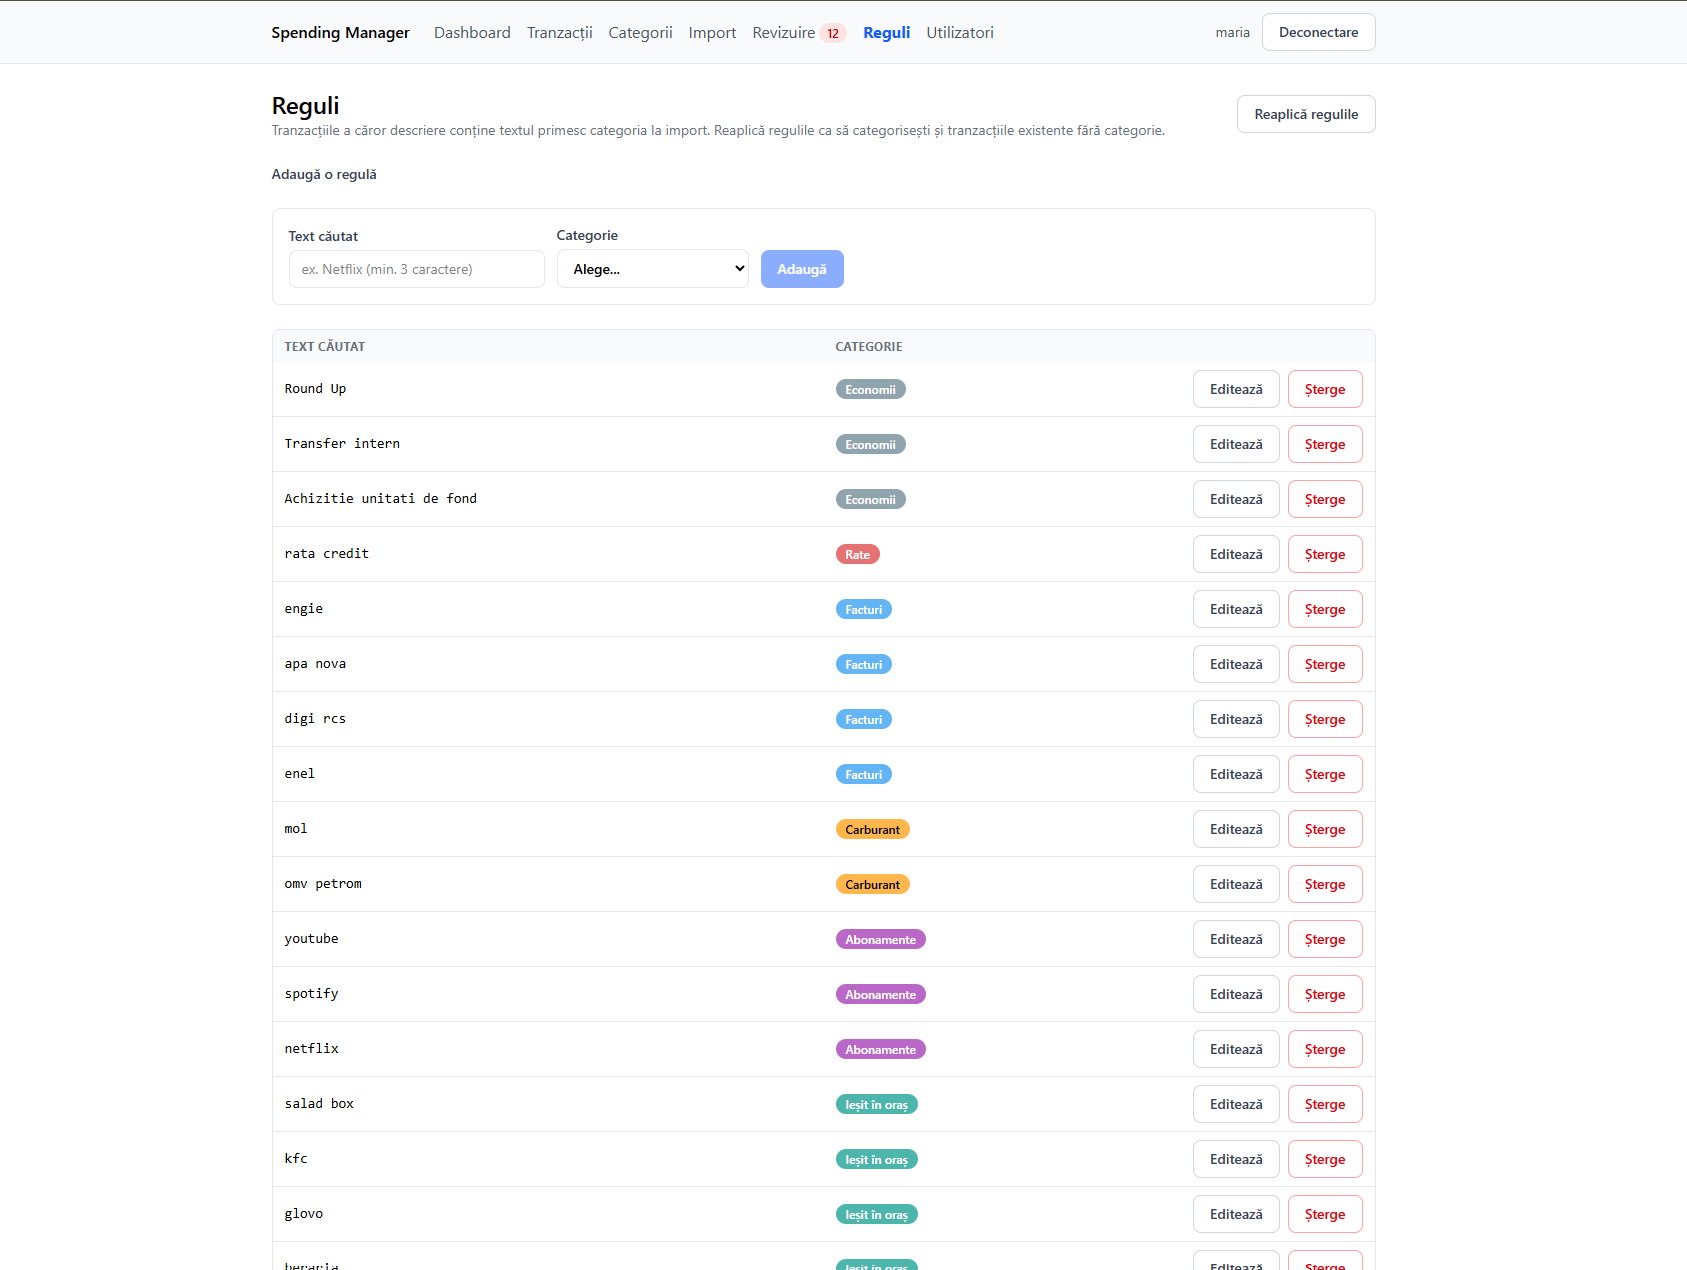 Spending Manager Dashboard Tranzacții Categorii Import Revizuire 12 Reguli Utilizatori maria Deconectare
Reguli
Tranzacțiile a căror descriere conține textul primesc categoria la import. Reaplică regulile ca să categorisești și tranzacțiile existente fără categorie.
Reaplică regulile
Adaugă o regulă
Text căutat Categorie
ex. Netflix (min. 3 caractere) Alege... Adaugă
TEXT CĂUTAT CATEGORIE
Round Up Economii Editează Șterge
Transfer intern Economii Editează Șterge
Achizitie unitati de fond Economii Editează Șterge
rata credit Rate Editează Șterge
engie Facturi Editează Șterge
apa nova Facturi Editează Șterge
digi rcs Facturi Editează Șterge
enel Facturi Editează Șterge
mol Carburant Editează Șterge
omv petrom Carburant Editează Șterge
youtube Abonamente Editează Șterge
spotify Abonamente Editează Șterge
netflix Abonamente Editează Șterge
salad box Ieșit în oraș Editează Șterge
kfc Ieșit în oraș Editează Șterge
glovo Ieșit în oraș Editează Șterge
beraria Ieșit în oraș Editează Șterge